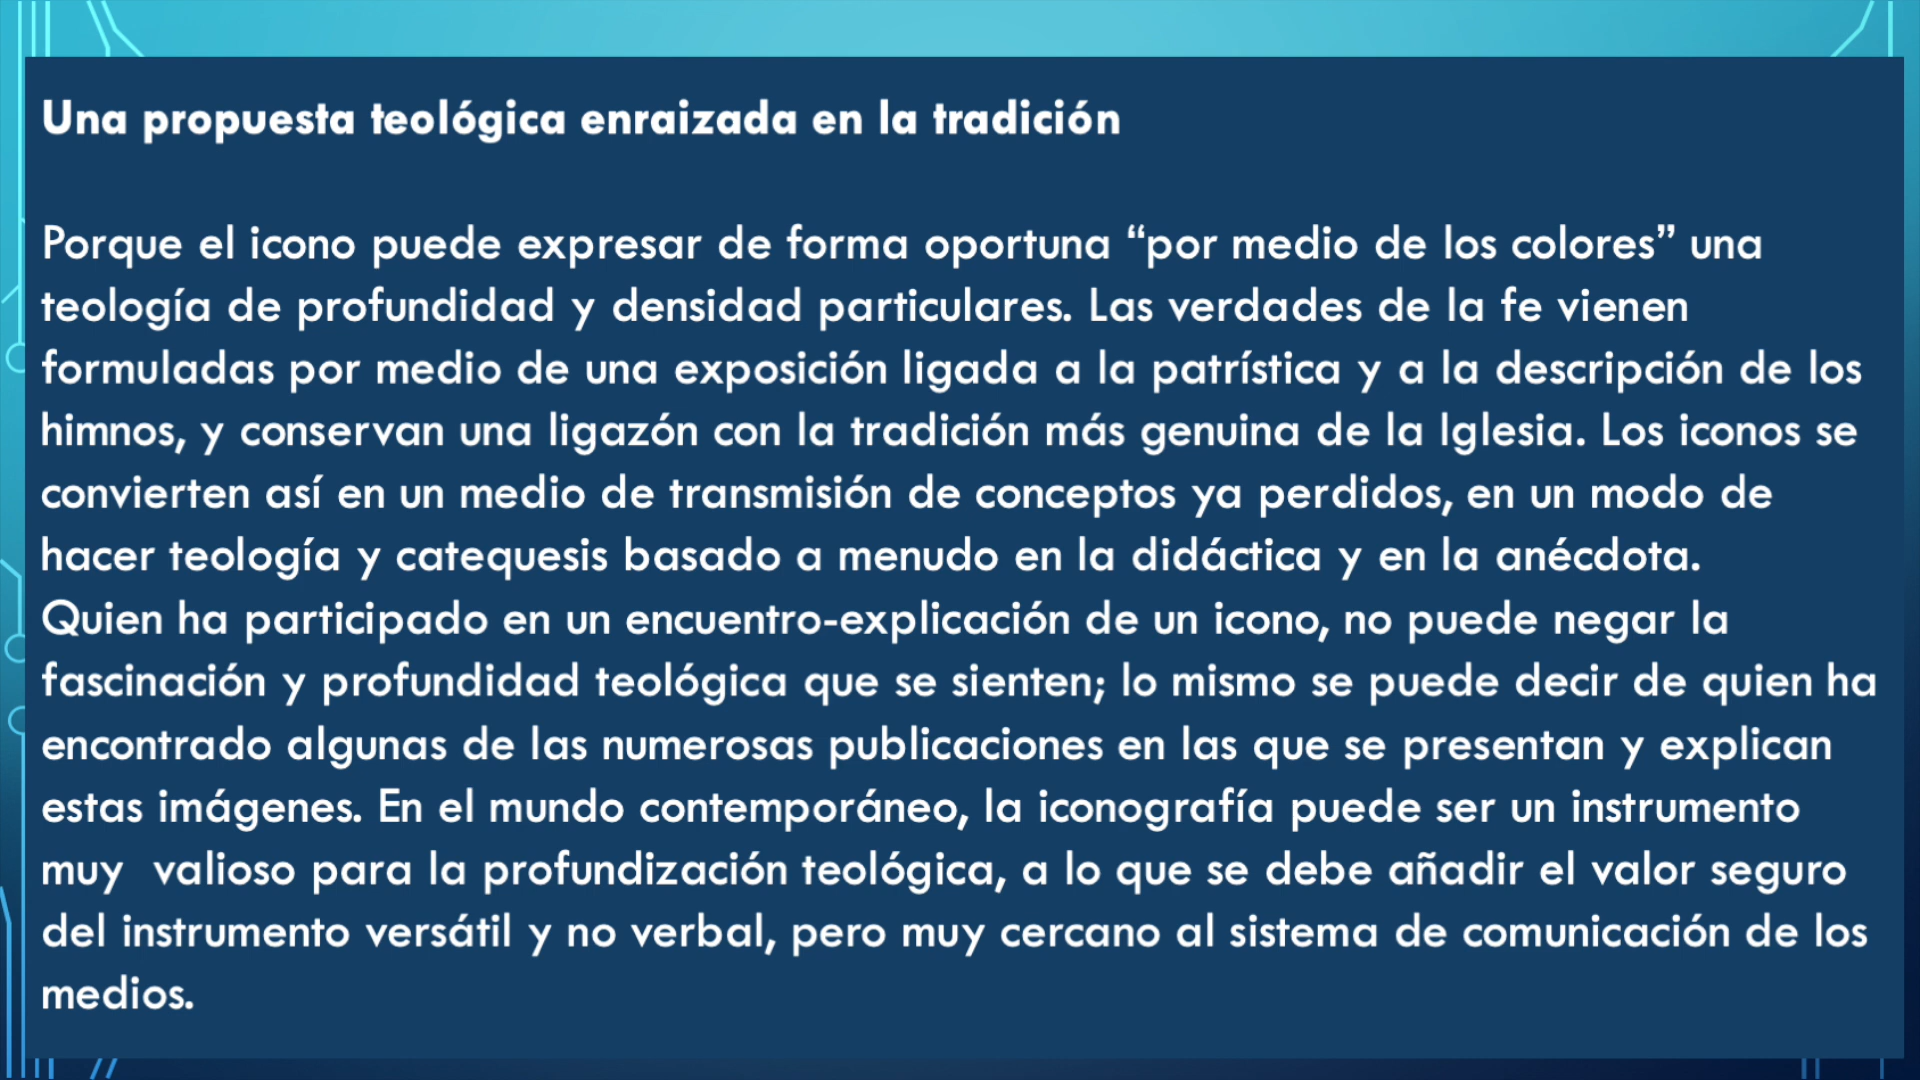 Una propuesta teológica enraizada en la tradición
Porque el icono puede expresar de forma oportuna “por medio de los colores” una
teología de profundidad y densidad particulares. Las verdades de la fe vienen
formuladas por medio de una exposición ligada a la patrística y a la descripción de los
himnos, y conservan una ligazón con la tradición más genuina de la Iglesia. Los iconos se
convierten así en un medio de transmisión de conceptos ya perdidos, en un modo de
hacer teología y catequesis basado a menudo en la didáctica y en la anécdota.
Quien ha participado en un encuentro-explicación de un icono, no puede negar la
fascinación y profundidad teológica que se sienten; lo mismo se puede decir de quien ha
encontrado algunas de las numerosas publicaciones en las que se presentan y explican
estas imágenes. En el mundo contemporáneo, la iconografía puede ser un instrumento
muy  valioso para la profundización teológica, a lo que se debe añadir el valor seguro
del instrumento versátil y no verbal, pero muy cercano al sistema de comunicación de los
medios.